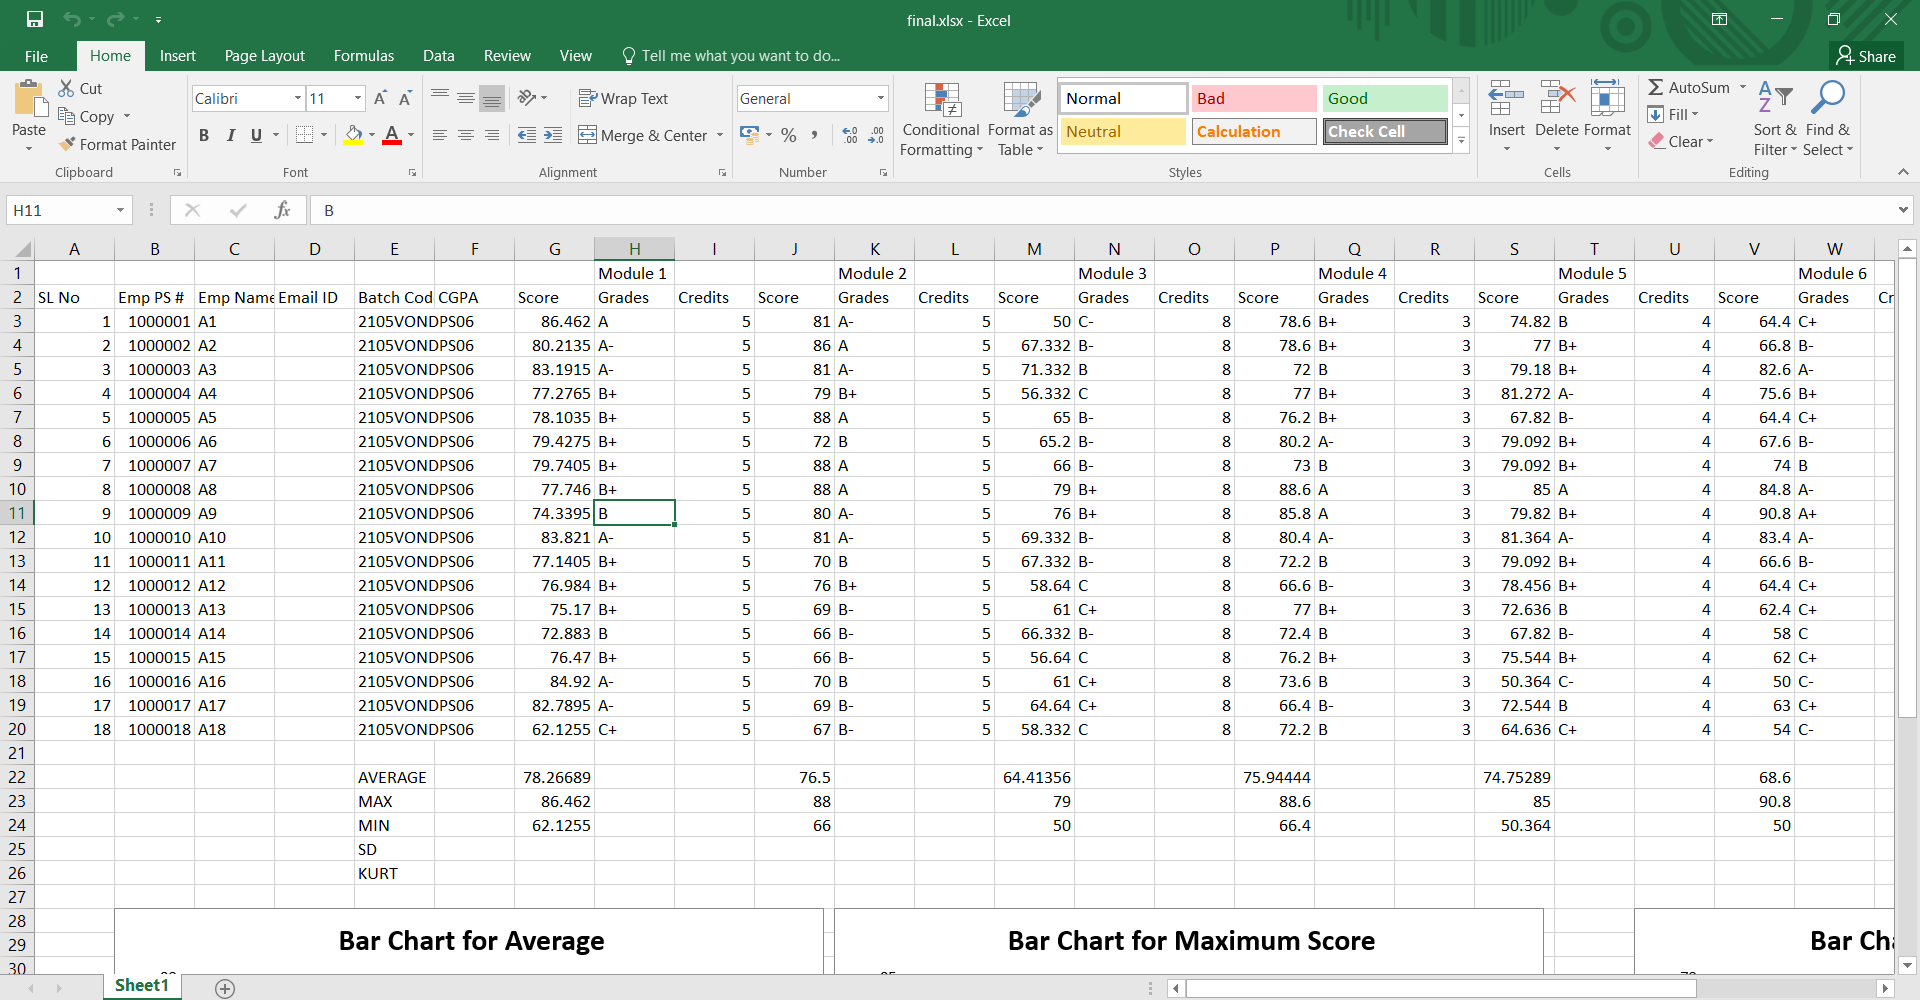 final.xlsx - Excel
File Home Insert Page Layout Formulas Data Review View Tell me what you want to do... Share
Paste Cut Copy Format Painter Clipboard
Calibri 11 A A B I U A Font
Wrap Text Merge & Center Alignment
General % , Number
Conditional Formatting Format as Table Normal Bad Good Neutral Calculation Check Cell Styles
Insert Delete Format Cells
AutoSum Fill Clear Sort & Filter Find & Select Editing
H11 fx B
A B C D E F G H I J K L M N O P Q R S T U V W
1 Module 1 Module 2 Module 3 Module 4 Module 5 Module 6
2 SL No Emp PS # Emp Name Email ID Batch Cod CGPA Score Grades Credits Score Grades Credits Score Grades Credits Score Grades Credits Score Grades Credits Score Grades Cr
3 1 1000001 A1 2105VONDPS06 86.462 A 5 81 A- 5 50 C- 8 78.6 B+ 3 74.82 B 4 64.4 C+
4 2 1000002 A2 2105VONDPS06 80.2135 A- 5 86 A 5 67.332 B- 8 78.6 B+ 3 77 B+ 4 66.8 B-
5 3 1000003 A3 2105VONDPS06 83.1915 A- 5 81 A- 5 71.332 B 8 72 B 3 79.18 B+ 4 82.6 A-
6 4 1000004 A4 2105VONDPS06 77.2765 B+ 5 79 B+ 5 56.332 C 8 77 B+ 3 81.272 A- 4 75.6 B+
7 5 1000005 A5 2105VONDPS06 78.1035 B+ 5 88 A 5 65 B- 8 76.2 B+ 3 67.82 B- 4 64.4 C+
8 6 1000006 A6 2105VONDPS06 79.4275 B+ 5 72 B 5 65.2 B- 8 80.2 A- 3 79.092 B+ 4 67.6 B-
9 7 1000007 A7 2105VONDPS06 79.7405 B+ 5 88 A 5 66 B- 8 73 B 3 79.092 B+ 4 74 B
10 8 1000008 A8 2105VONDPS06 77.746 B+ 5 88 A 5 79 B+ 8 88.6 A 3 85 A 4 84.8 A-
11 9 1000009 A9 2105VONDPS06 74.3395 B 5 80 A- 5 76 B+ 8 85.8 A 3 79.82 B+ 4 90.8 A+
12 10 1000010 A10 2105VONDPS06 83.821 A- 5 81 A- 5 69.332 B- 8 80.4 A- 3 81.364 A- 4 83.4 A-
13 11 1000011 A11 2105VONDPS06 77.1405 B+ 5 70 B 5 67.332 B- 8 72.2 B 3 79.092 B+ 4 66.6 B-
14 12 1000012 A12 2105VONDPS06 76.984 B+ 5 76 B+ 5 58.64 C 8 66.6 B- 3 78.456 B+ 4 64.4 C+
15 13 1000013 A13 2105VONDPS06 75.17 B+ 5 69 B- 5 61 C+ 8 77 B+ 3 72.636 B 4 62.4 C+
16 14 1000014 A14 2105VONDPS06 72.883 B 5 66 B- 5 66.332 B- 8 72.4 B 3 67.82 B- 4 58 C
17 15 1000015 A15 2105VONDPS06 76.47 B+ 5 66 B- 5 56.64 C 8 76.2 B+ 3 75.544 B+ 4 62 C+
18 16 1000016 A16 2105VONDPS06 84.92 A- 5 70 B 5 61 C+ 8 73.6 B 3 50.364 C- 4 50 C-
19 17 1000017 A17 2105VONDPS06 82.7895 A- 5 69 B- 5 64.64 C+ 8 66.4 B- 3 72.544 B 4 63 C+
20 18 1000018 A18 2105VONDPS06 62.1255 C+ 5 67 B- 5 58.332 C 8 72.2 B 3 64.636 C+ 4 54 C-
21
22 AVERAGE 78.26689 76.5 64.41356 75.94444 74.75289 68.6
23 MAX 86.462 88 79 88.6 85 90.8
24 MIN 62.1255 66 50 66.4 50.364 50
25 SD
26 KURT
27
28
29 Bar Chart for Average Bar Chart for Maximum Score Bar Cha
30
Sheet1